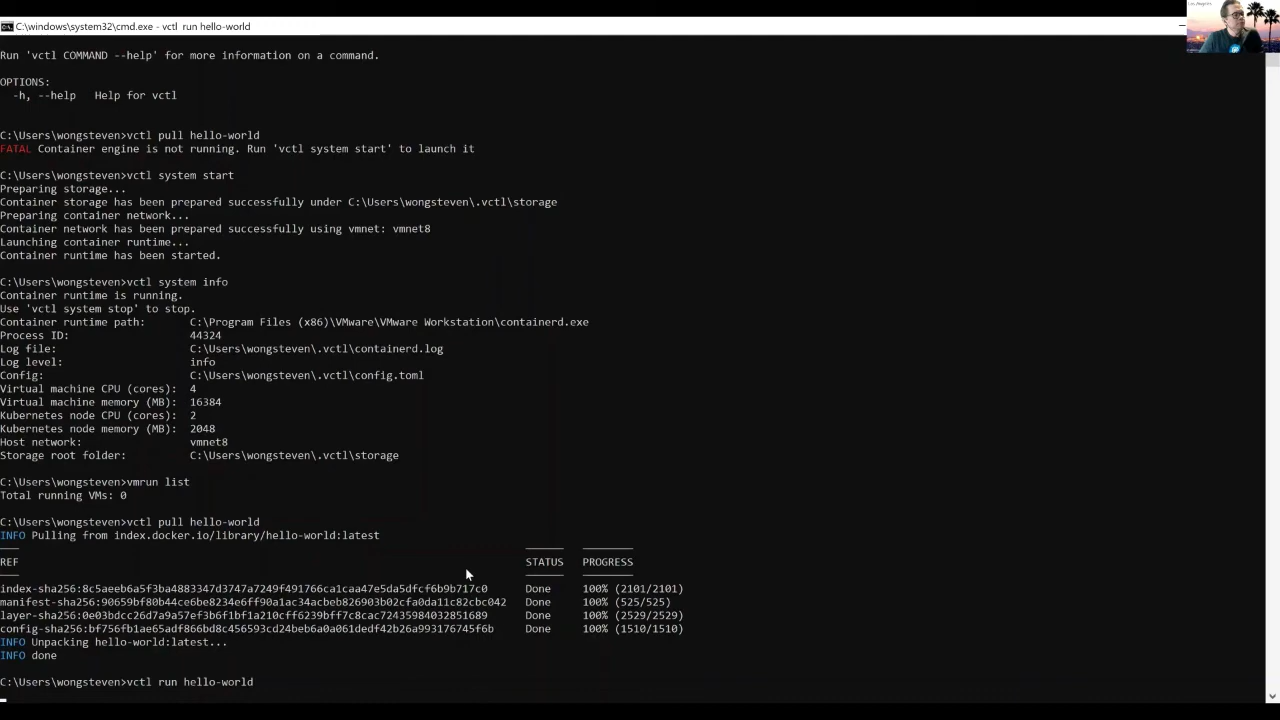 C:\windows\system32\cmd.exe - vctl  run hello-world
Run 'vctl COMMAND --help' for more information on a command.
OPTIONS:
-h, --help   Help for vctl
C:\Users\wongsteven>vctl pull hello-world
FATAL Container engine is not running. Run 'vctl system start' to launch it
C:\Users\wongsteven>vctl system start
Preparing storage...
Container storage has been prepared successfully under C:\Users\wongsteven\.vctl\storage
Preparing container network...
Container network has been prepared successfully using vmnet: vmnet8
Launching container runtime...
Container runtime has been started.
C:\Users\wongsteven>vctl system info
Container runtime is running.
Use 'vctl system stop' to stop.
Container runtime path:       C:\Program Files (x86)\VMware\VMware Workstation\containerd.exe
Process ID:                   44324
Log file:                     C:\Users\wongsteven\.vctl\containerd.log
Log level:                    info
Config:                       C:\Users\wongsteven\.vctl\config.toml
Virtual machine CPU (cores):  4
Virtual machine memory (MB):  16384
Kubernetes node CPU (cores):  2
Kubernetes node memory (MB):  2048
Host network:                 vmnet8
Storage root folder:          C:\Users\wongsteven\.vctl\storage
C:\Users\wongsteven>vmrun list
Total running VMs: 0
C:\Users\wongsteven>vctl pull hello-world
INFO Pulling from index.docker.io/library/hello-world:latest
REF   STATUS   PROGRESS
index-sha256:8c5aeeb6a5f3ba4883347d3747a7249f491766ca1caa47e5da5dfcf6b9b717c0   Done   100% (2101/2101)
manifest-sha256:90659bf80b44ce6be8234e6ff90a1ac34acbeb826903b02cfa0da11c82cbc042   Done   100% (525/525)
layer-sha256:0e03bdcc26d7a9a57ef3b6f1bf1a210cff6239bff7c8cac72435984032851689   Done   100% (2529/2529)
config-sha256:bf756fb1ae65adf866bd8c456593cd24beb6a0a061dedf42b26a993176745f6b   Done   100% (1510/1510)
INFO Unpacking hello-world:latest...
INFO done
C:\Users\wongsteven>vctl run hello-world